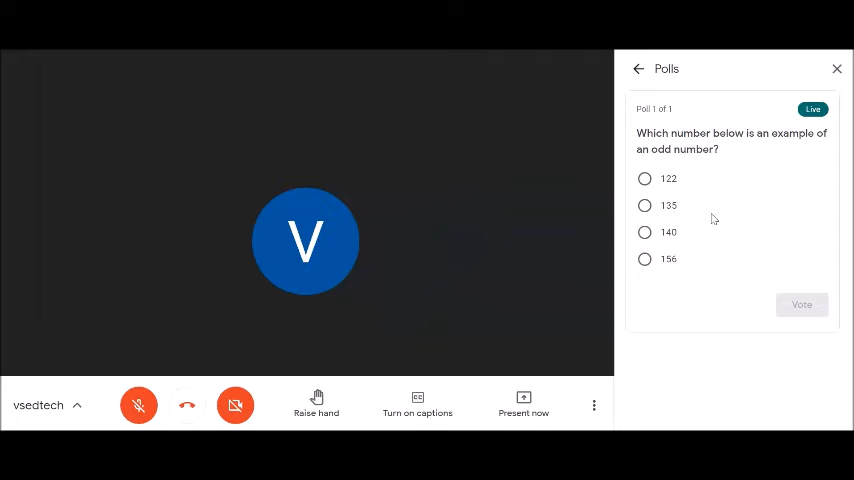 Polls
Poll 1 of 1
Live
Which number below is an example of
an odd number?
122
135
140
156
Vote
V
vsedtech
Raise hand
CC
Turn on captions
Present now